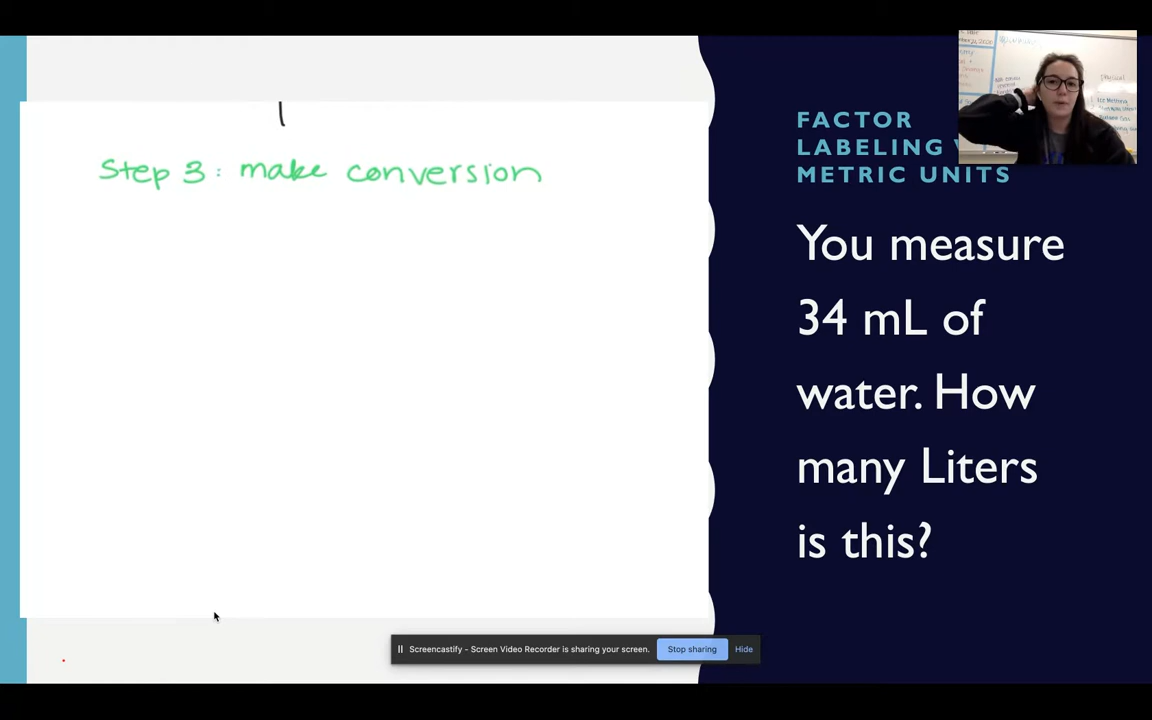 Step 3: make conversion
FACTOR
LABELING
METRIC UNITS
You measure
34 mL of
water. How
many Liters
is this?
Screencastify - Screen Video Recorder is sharing your screen.
Stop sharing
Hide